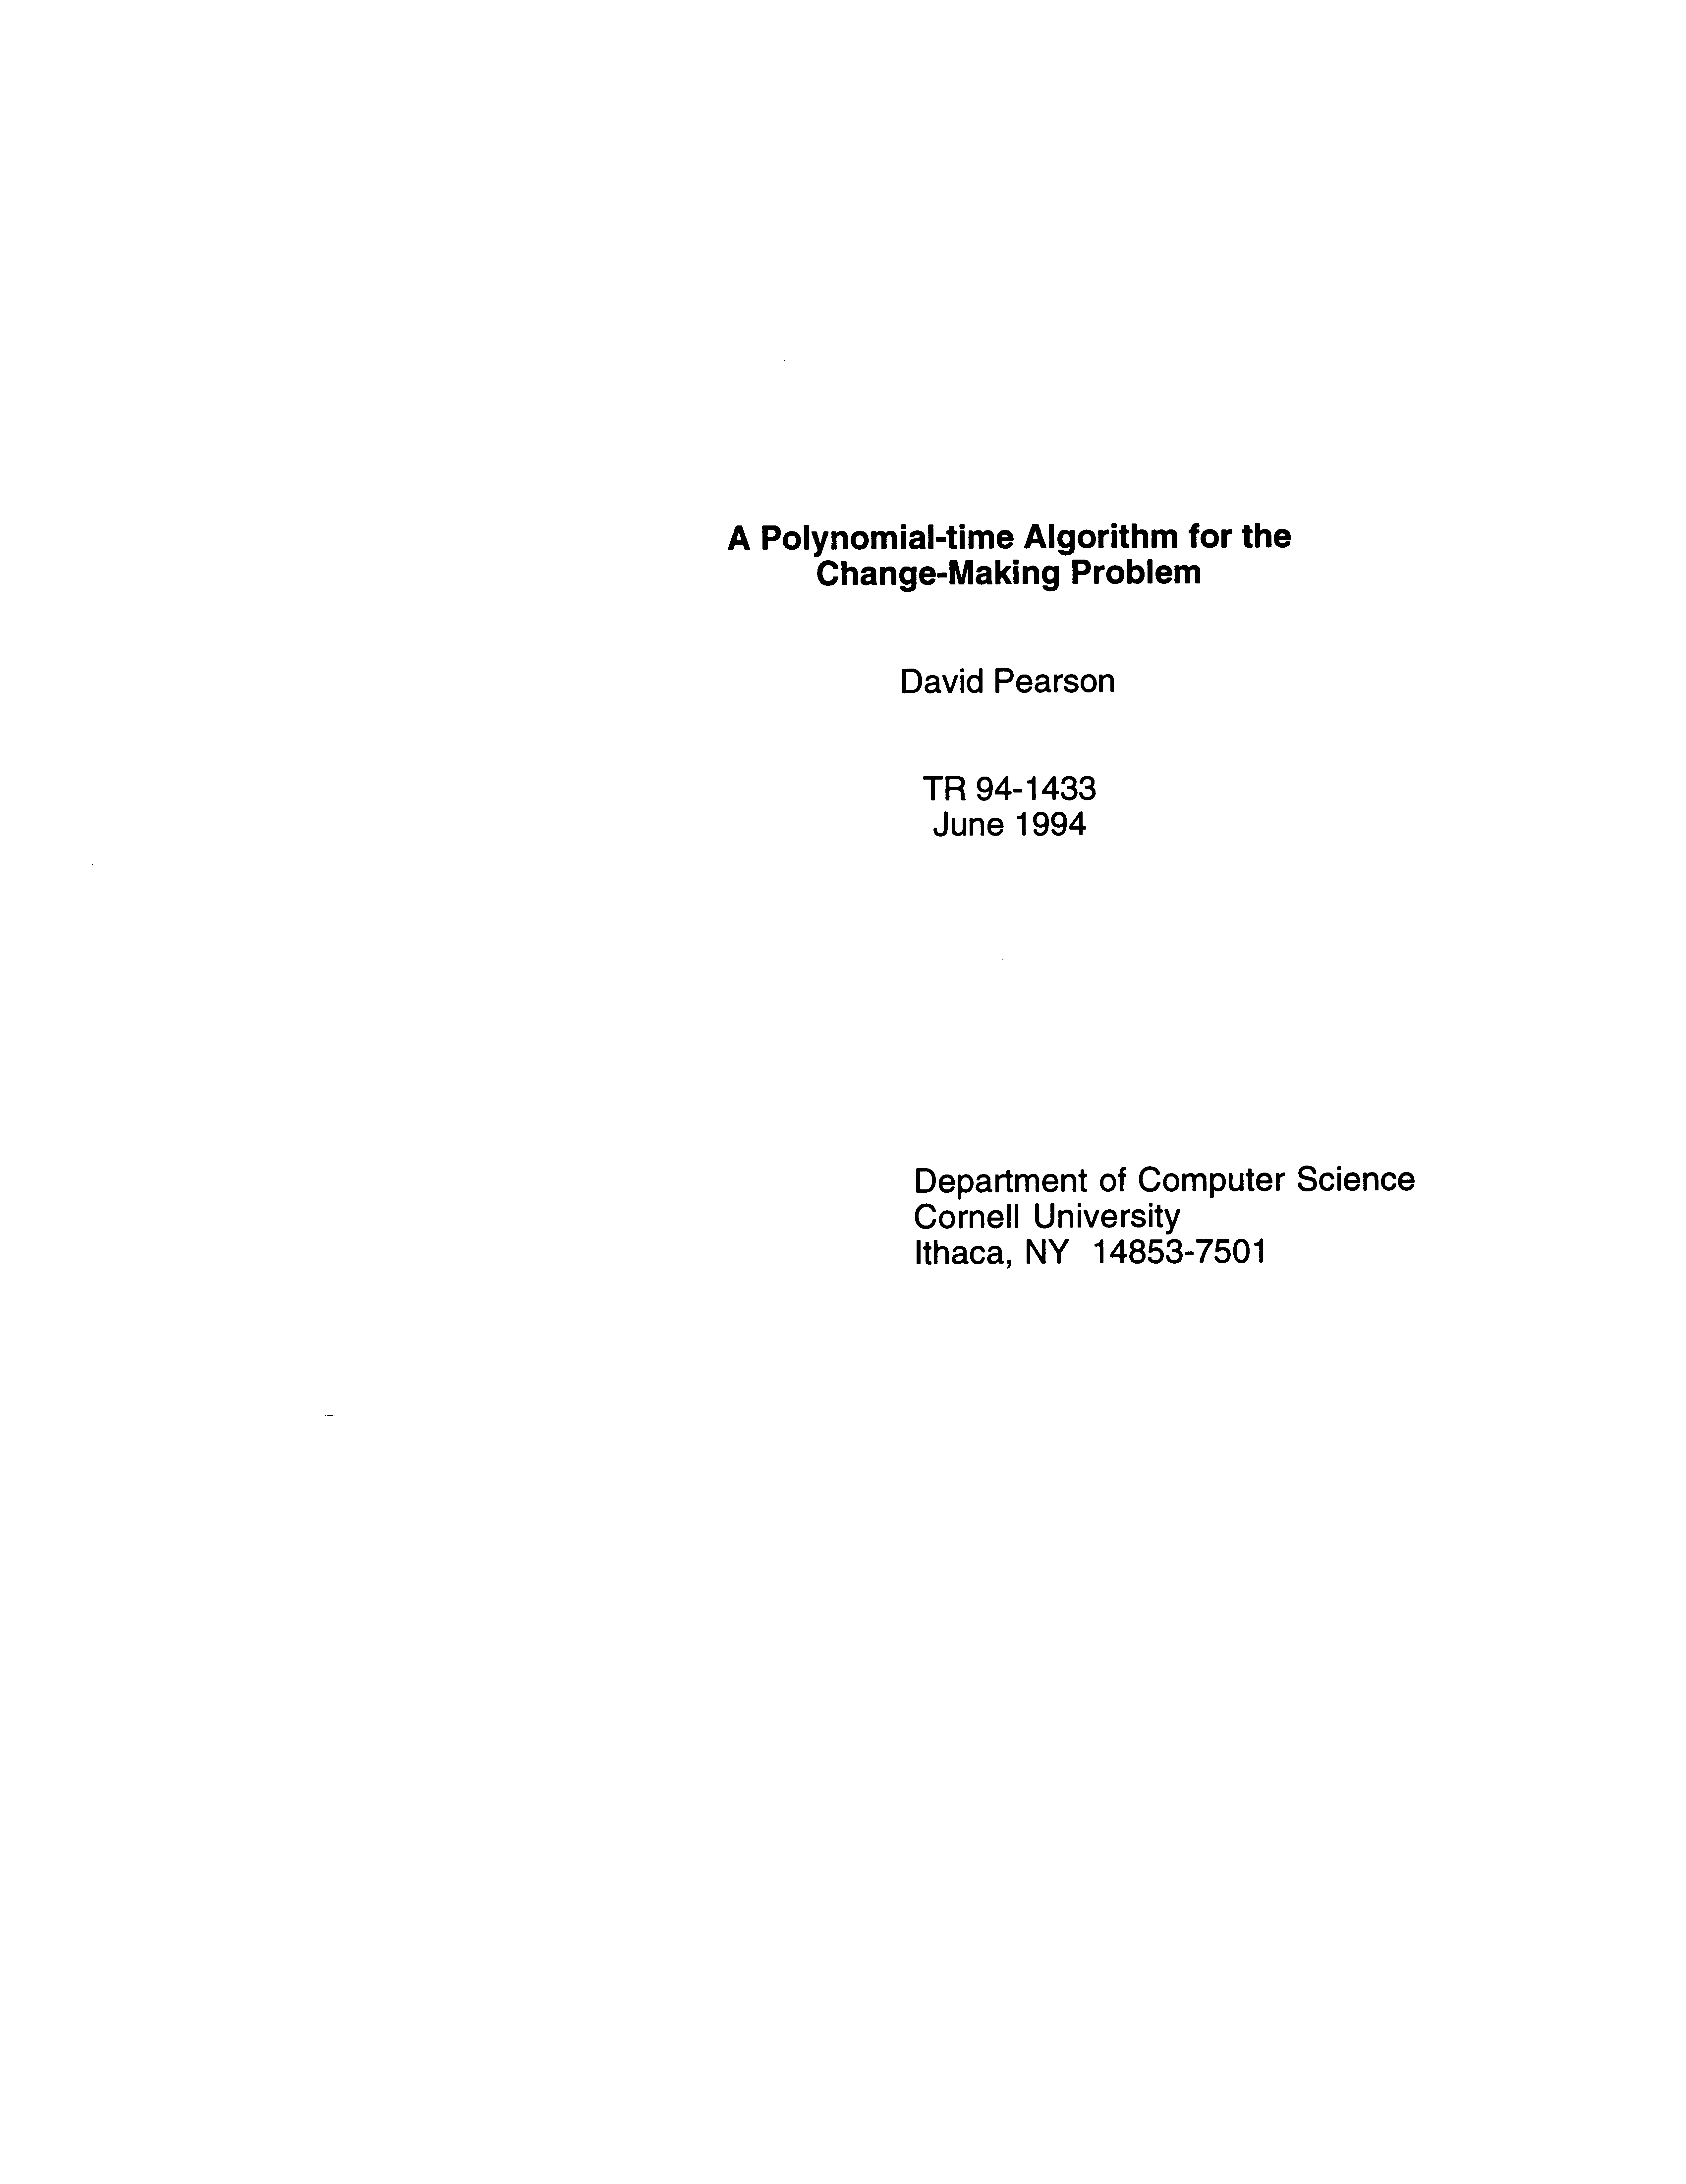 A Polynomial-time Algorithm for the
Change-Making Problem
David Pearson
TR 94-1433
June 1994
Department of Computer Science
Cornell University
Ithaca, NY 14853-7501